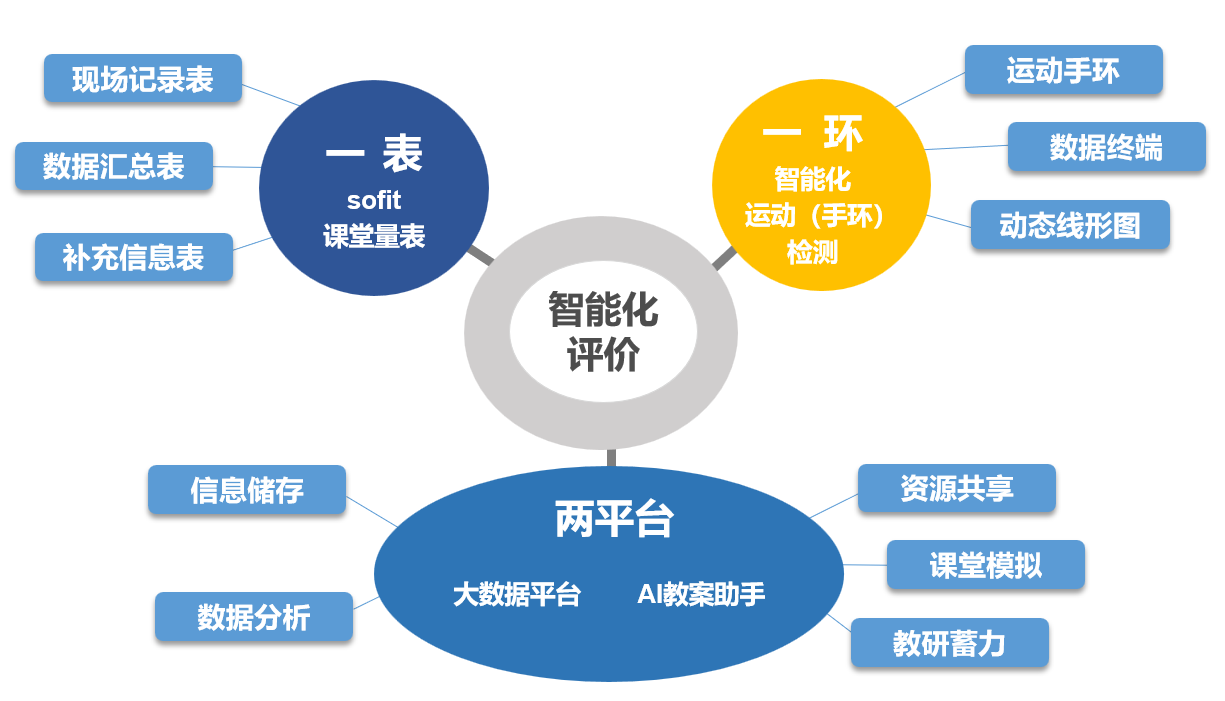 现场记录表
数据汇总表
补充信息表
一 表
sofit
课堂量表
一 环
智能化
运动（手环）
检测
运动手环
数据终端
动态线形图
智能化
评价
两平台
大数据平台
AI教案助手
信息储存
数据分析
资源共享
课堂模拟
教研蓄力